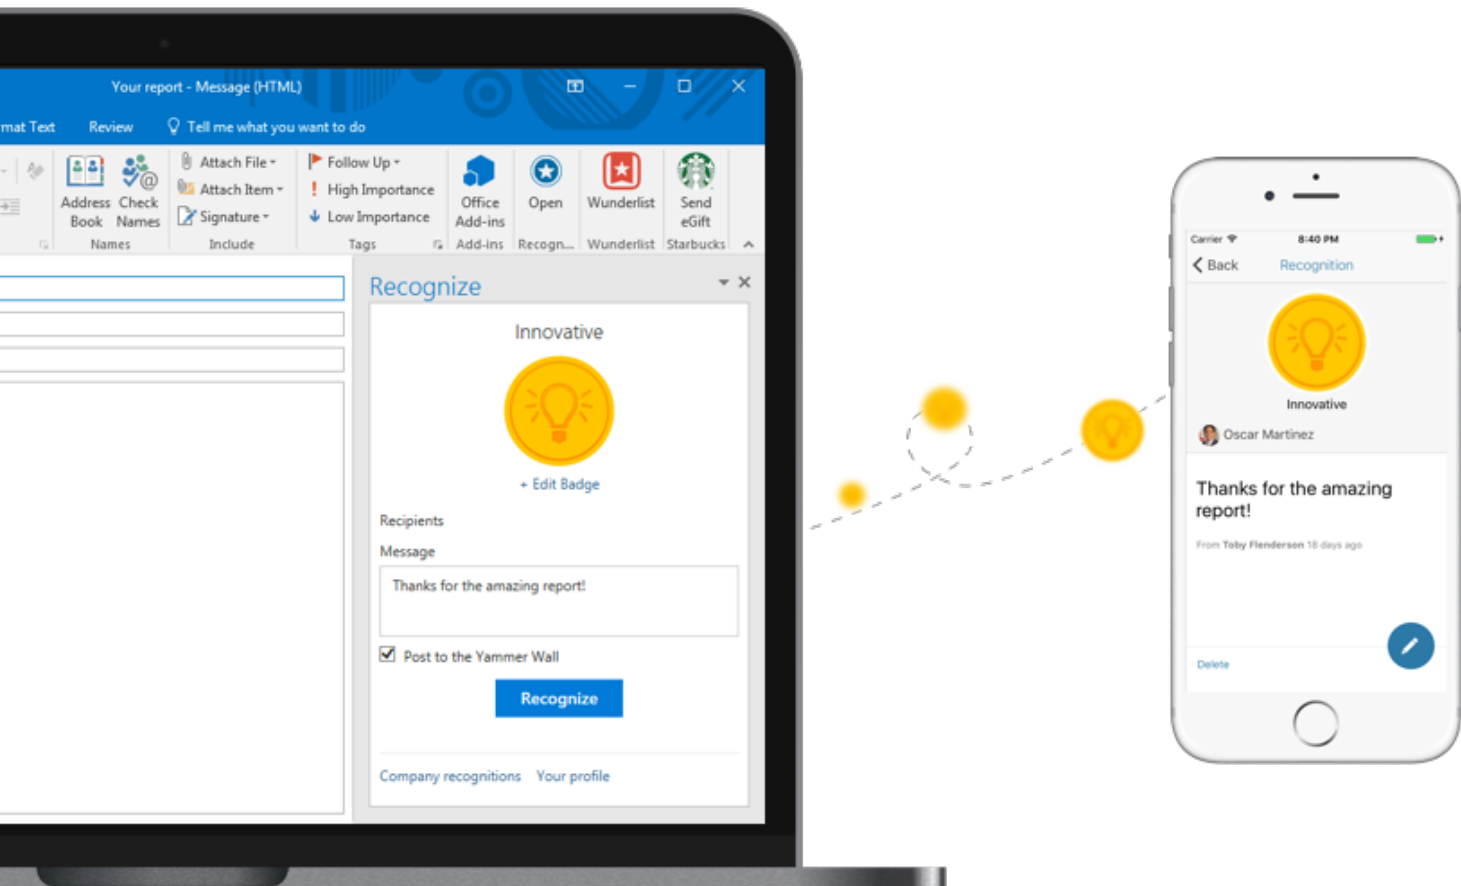 Your report - Message (HTML)
Review
Tell me what you want to do
Address Book
Check Names
Names
Attach File
Attach Item
Signature
Include
Follow Up
High Importance
Low Importance
Tags
Office Add-ins
Add-ins
Open
Recogn...
Wunderlist
Wunderlist
Send eGift
Starbucks
Recognize
Innovative
+ Edit Badge
Recipients
Message
Thanks for the amazing report!
Post to the Yammer Wall
Recognize
Company recognitions Your profile
Carrier 8:40 PM
Back Recognition
Innovative
Oscar Martinez
Thanks for the amazing
report!
From Toby Flenderson 18 days ago
Delete